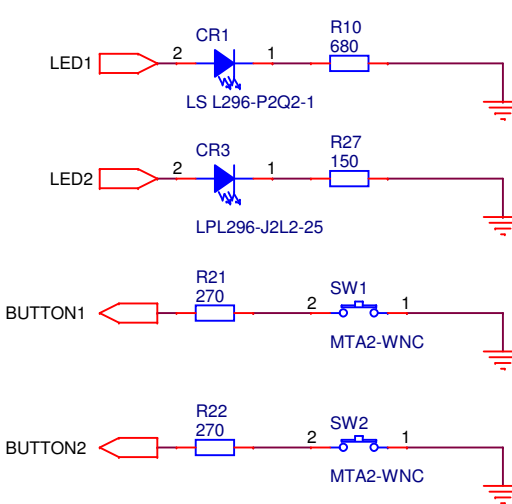 CR1
R10
680
LED1
2
1
LS L296-P2Q2-1
CR3
R27
150
LED2
2
1
LPL296-J2L2-25
R21
270
SW1
BUTTON1
2
1
MTA2-WNC
R22
270
SW2
BUTTON2
2
1
MTA2-WNC